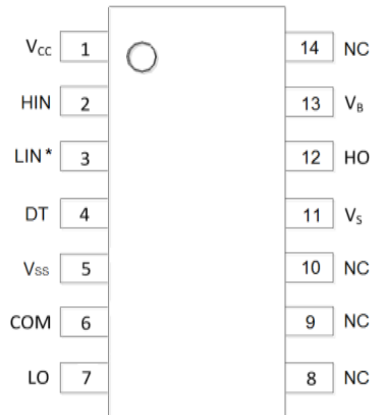 Vcc 1 14 NC
HIN 2 13 VB
LIN* 3 12 HO
DT 4 11 Vs
Vss 5 10 NC
COM 6 9 NC
LO 7 8 NC